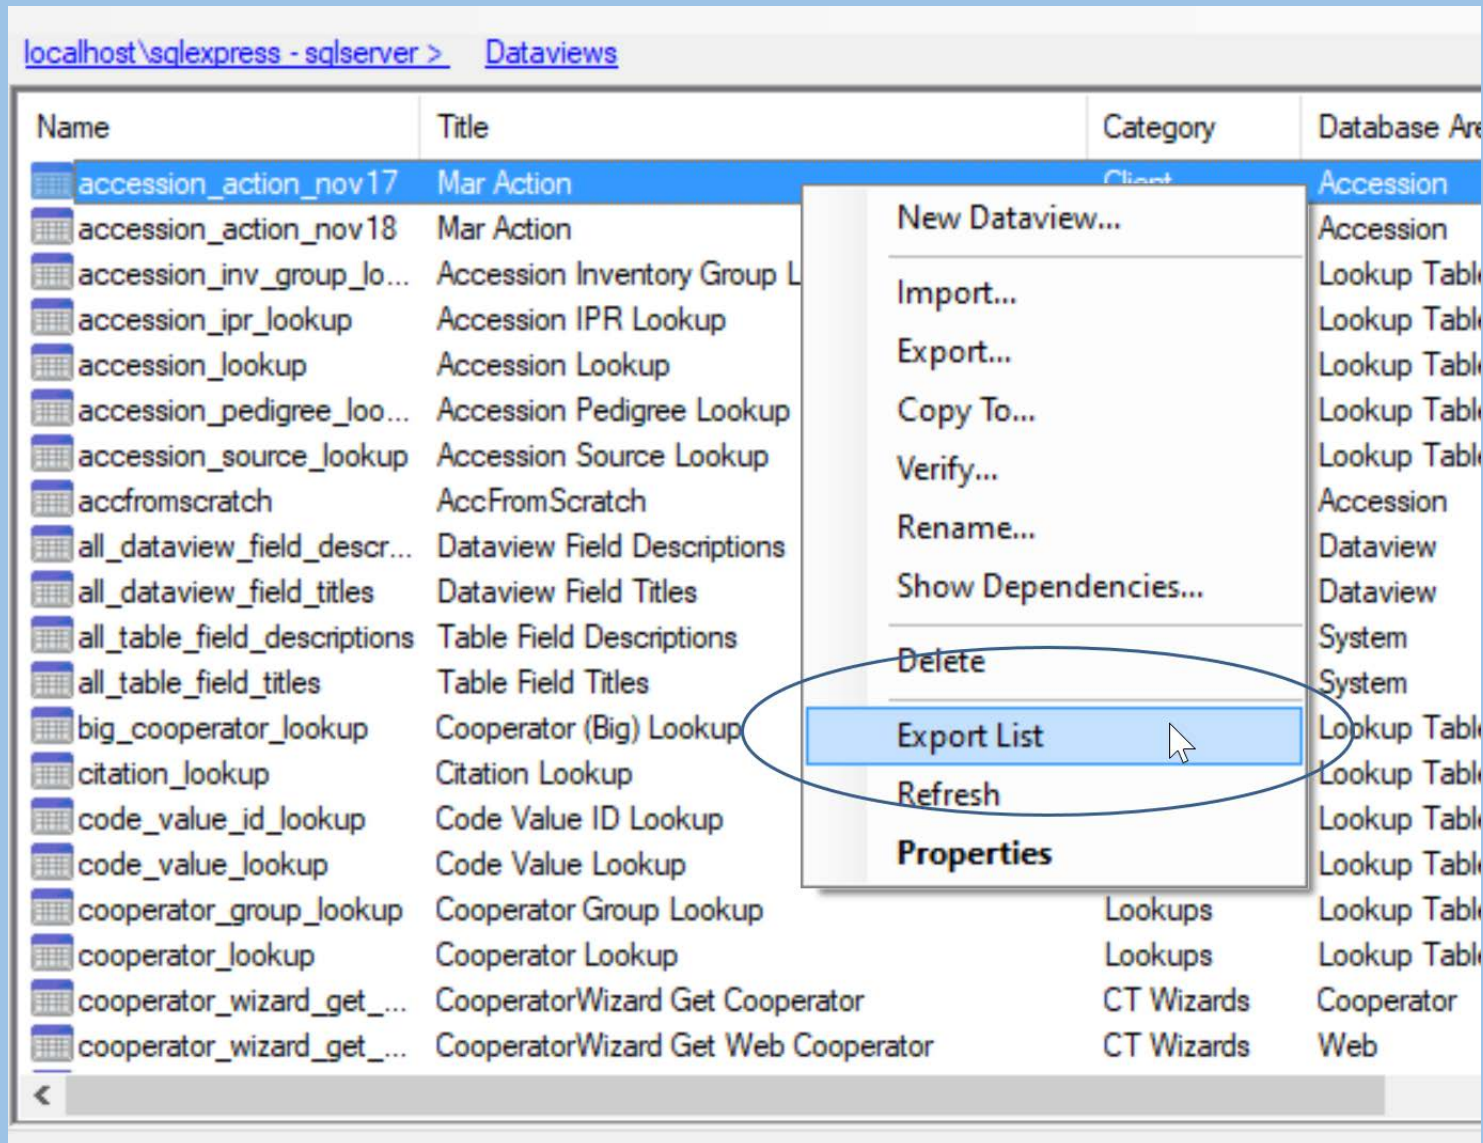 localhost\sqlexpress - sqlserver > Dataviews
Name Title Category Database Are
accession_action_nov17 Mar Action Client Accession
accession_action_nov18 Mar Action Accession
accession_inv_group_lo... Accession Inventory Group L Lookup Table
accession_ipr_lookup Accession IPR Lookup Lookup Table
accession_lookup Accession Lookup Lookup Table
accession_pedigree_loo... Accession Pedigree Lookup Lookup Table
accession_source_lookup Accession Source Lookup Lookup Table
accfromscratch AccFromScratch Accession
all_dataview_field_descr... Dataview Field Descriptions Dataview
all_dataview_field_titles Dataview Field Titles Dataview
all_table_field_descriptions Table Field Descriptions System
all_table_field_titles Table Field Titles System
big_cooperator_lookup Cooperator (Big) Lookup Lookup Table
citation_lookup Citation Lookup Lookup Table
code_value_id_lookup Code Value ID Lookup Lookup Table
code_value_lookup Code Value Lookup Lookup Table
cooperator_group_lookup Cooperator Group Lookup Lookups Lookup Table
cooperator_lookup Cooperator Lookup Lookups Lookup Table
cooperator_wizard_get_... CooperatorWizard Get Cooperator CT Wizards Cooperator
cooperator_wizard_get_... CooperatorWizard Get Web Cooperator CT Wizards Web
New Dataview...
Import...
Export...
Copy To...
Verify...
Rename...
Show Dependencies...
Delete
Export List
Refresh
Properties